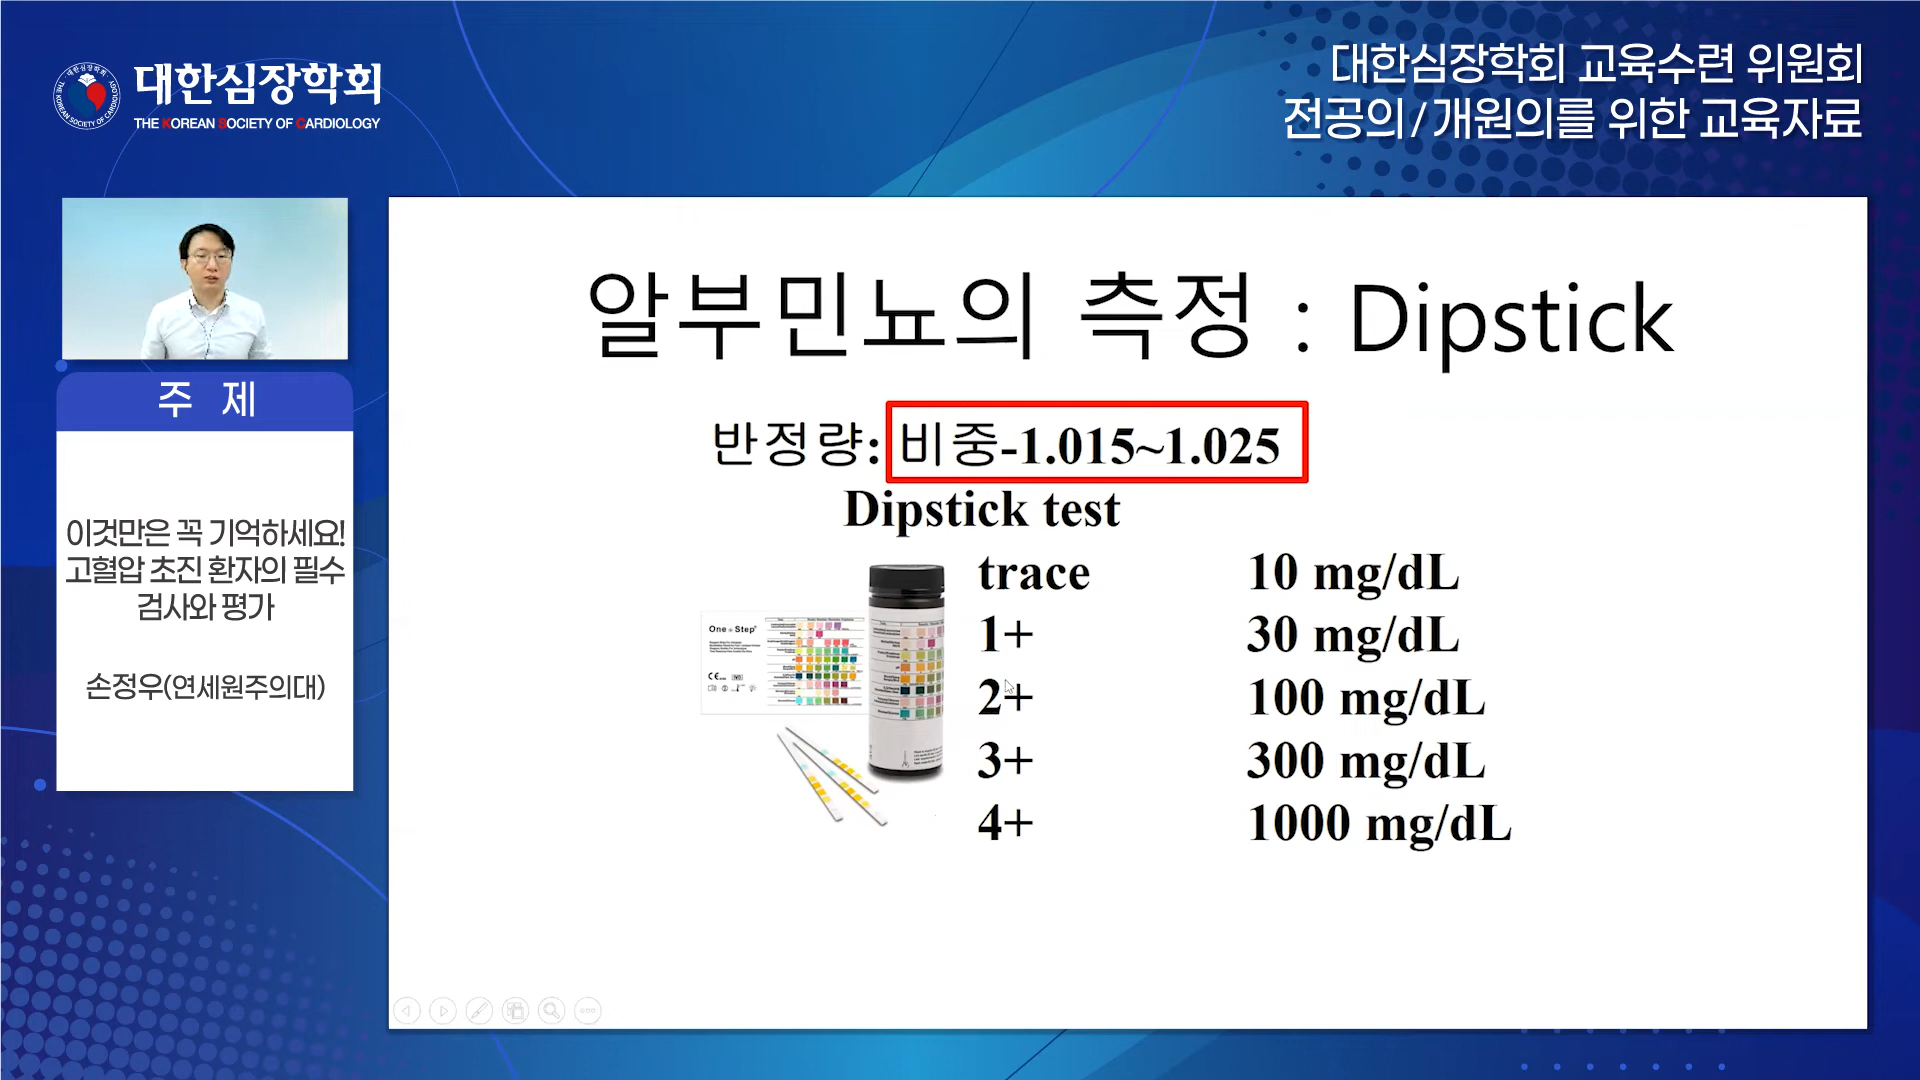 대한심장학회
THE KOREAN SOCIETY OF CARDIOLOGY
대한심장학회 교육수련 위원회
전공의/개원의를 위한 교육자료
주 제
이것만은 꼭 기억하세요!
고혈압 초진 환자의 필수
검사와 평가
손정우(연세원주의대)
알부민뇨의 측정 : Dipstick
반정량: 비중-1.015~1.025
Dipstick test
trace 10 mg/dL
1+ 30 mg/dL
2+ 100 mg/dL
3+ 300 mg/dL
4+ 1000 mg/dL
One Step